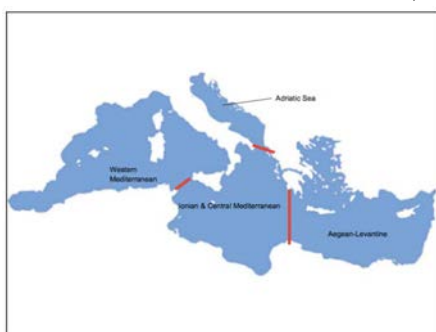 Adriatic Sea
Western
Mediterranean
Ionian & Central Mediterranean
Aegean-Levantine